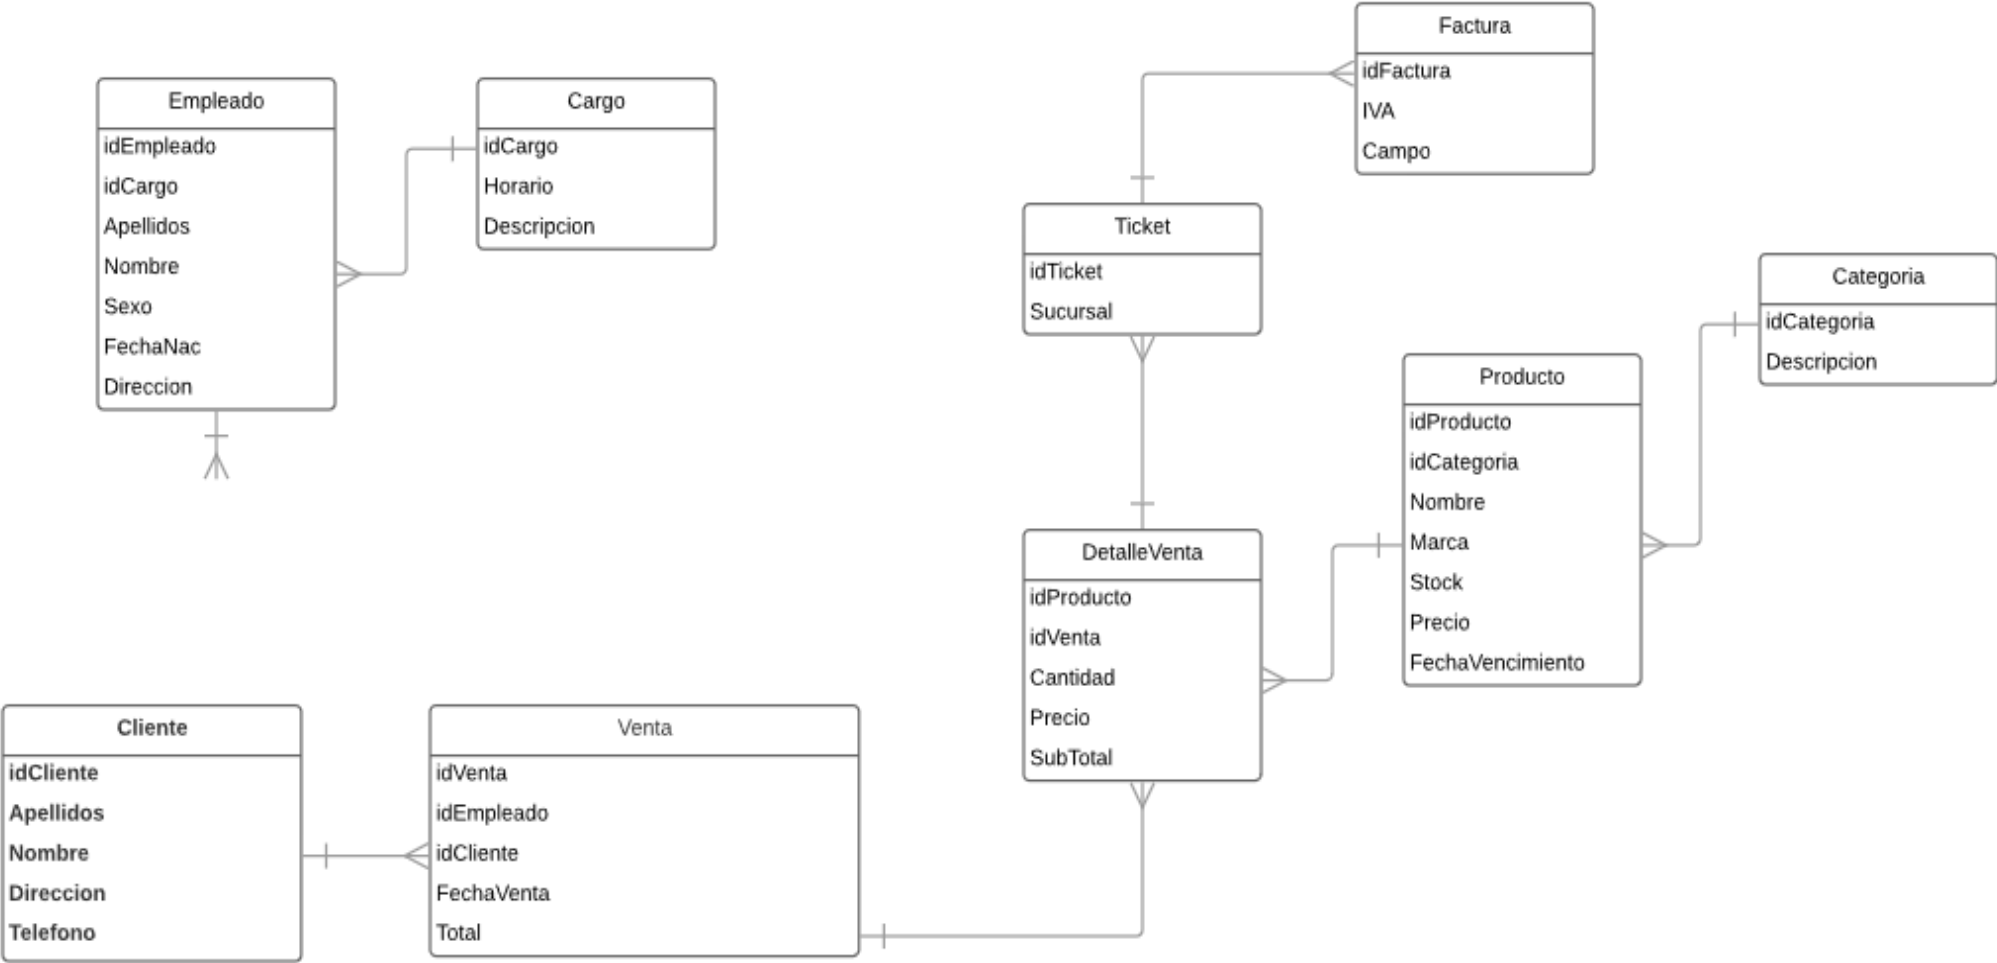 Factura
idFactura
IVA
Campo
Empleado
idEmpleado
idCargo
Apellidos
Nombre
Sexo
FechaNac
Direccion
Cargo
idCargo
Horario
Descripcion
Ticket
idTicket
Sucursal
Categoria
idCategoria
Descripcion
Producto
idProducto
idCategoria
Nombre
Marca
Stock
Precio
FechaVencimiento
DetalleVenta
idProducto
idVenta
Cantidad
Precio
SubTotal
Cliente
idCliente
Apellidos
Nombre
Direccion
Telefono
Venta
idVenta
idEmpleado
idCliente
FechaVenta
Total